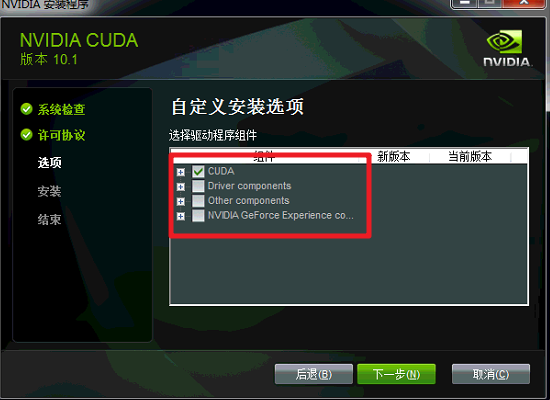 NVIDIA 安装程序
NVIDIA CUDA
版本 10.1
NVIDIA.
系统检查
许可协议
选项
安装
结束
自定义安装选项
选择驱动程序组件
组件 新版本 当前版本
CUDA
Driver components
Other components
NVIDIA GeForce Experience co...
后退(B) 下一步(N) 取消(C)